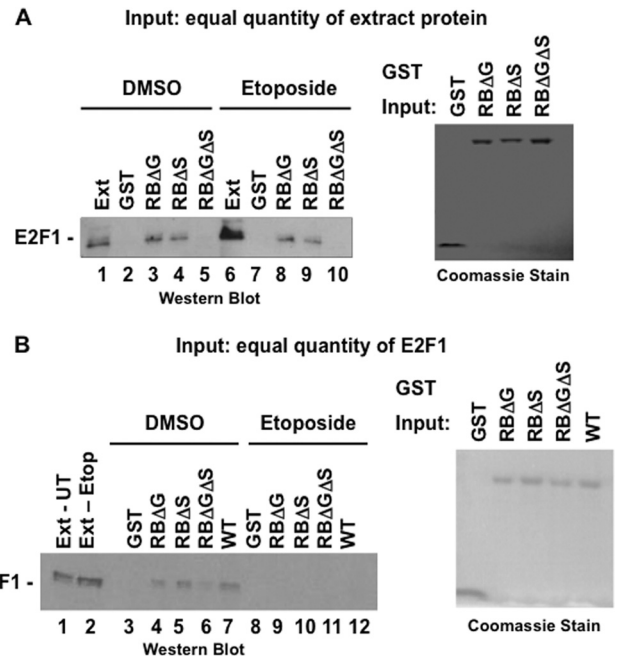 A
Input: equal quantity of extract protein
DMSO
Etoposide
Ext
GST
RBΔG
RBΔS
RBΔGΔS
Ext
GST
RBΔG
RBΔS
RBΔGΔS
E2F1 -
1 2 3 4 5 6 7 8 9 10
Western Blot
GST
Input:
GST
RBΔG
RBΔS
RBΔGΔS
Coomassie Stain
B
Input: equal quantity of E2F1
DMSO
Etoposide
Ext - UT
Ext – Etop
GST
RBΔG
RBΔS
RBΔGΔS
WT
GST
RBΔG
RBΔS
RBΔGΔS
WT
F1 -
1 2 3 4 5 6 7 8 9 10 11 12
Western Blot
GST
Input:
GST
RBΔG
RBΔS
RBΔGΔS
WT
Coomassie Stain